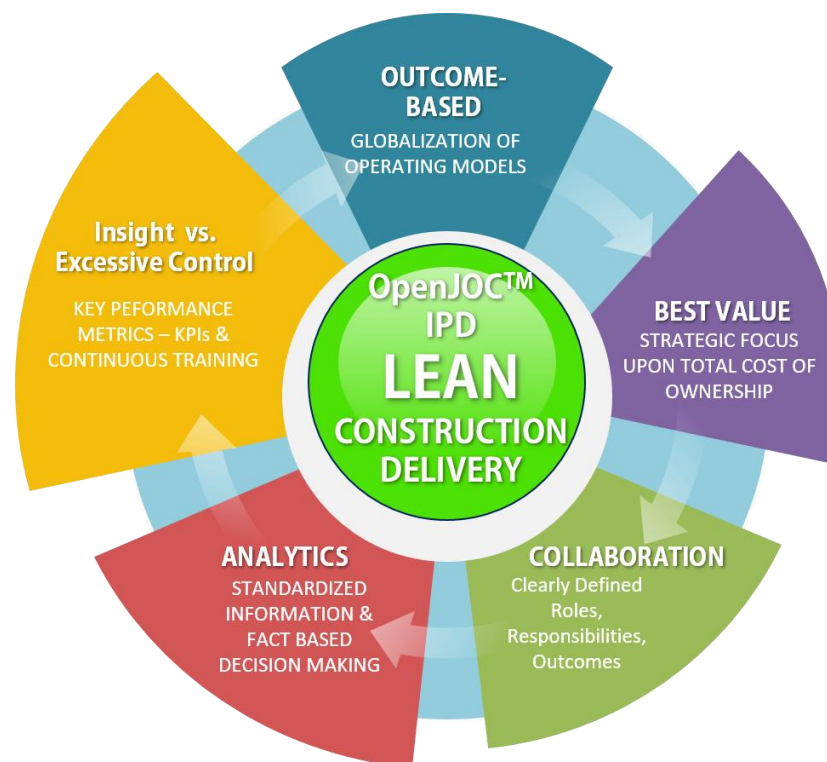 OUTCOME-
BASED
GLOBALIZATION OF
OPERATING MODELS
BEST VALUE
STRATEGIC FOCUS
UPON TOTAL COST OF
OWNERSHIP
COLLABORATION
Clearly Defined
Roles,
Responsibilities,
Outcomes
ANALYTICS
STANDARDIZED
INFORMATION &
FACT BASED
DECISION MAKING
Insight vs.
Excessive Control
KEY PEFORMANCE
METRICS – KPIs &
CONTINUOUS TRAINING
OpenJOC™
IPD
LEAN
CONSTRUCTION
DELIVERY